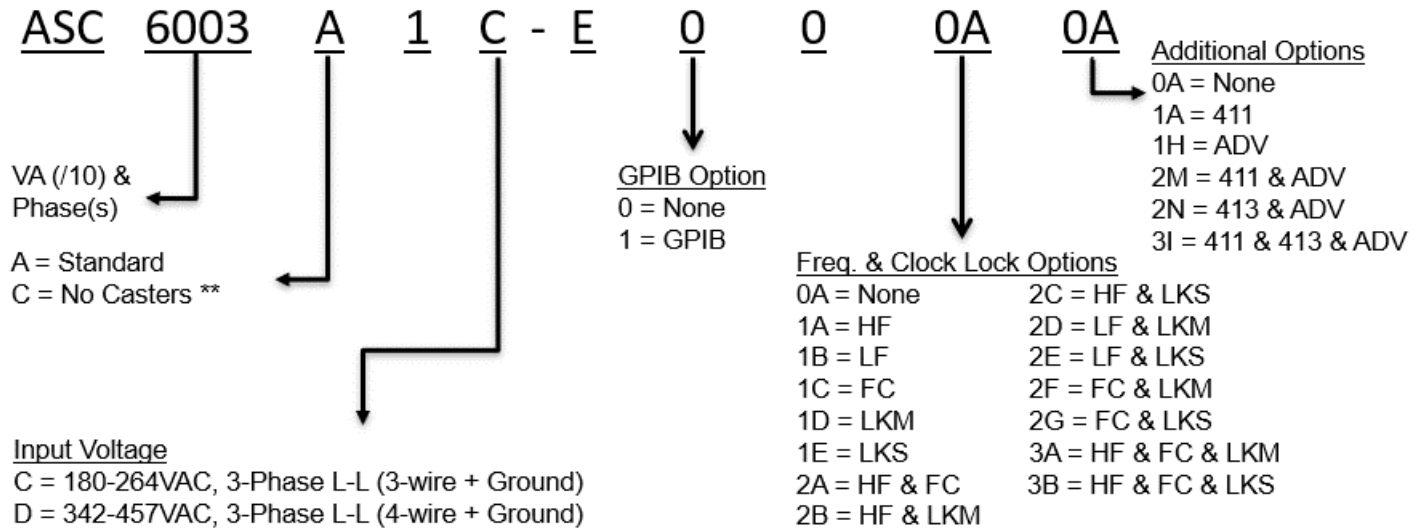 ASC 6003 A 1 C - E 0 0 0A 0A
Additional Options
0A = None
1A = 411
1H = ADV
2M = 411 & ADV
2N = 413 & ADV
3I = 411 & 413 & ADV
VA (/10) &
Phase(s)
GPIB Option
0 = None
1 = GPIB
A = Standard
C = No Casters **
Freq. & Clock Lock Options
0A = None
1A = HF
1B = LF
1C = FC
1D = LKM
1E = LKS
2A = HF & FC
2B = HF & LKM
2C = HF & LKS
2D = LF & LKM
2E = LF & LKS
2F = FC & LKM
2G = FC & LKS
3A = HF & FC & LKM
3B = HF & FC & LKS
Input Voltage
C = 180-264VAC, 3-Phase L-L (3-wire + Ground)
D = 342-457VAC, 3-Phase L-L (4-wire + Ground)